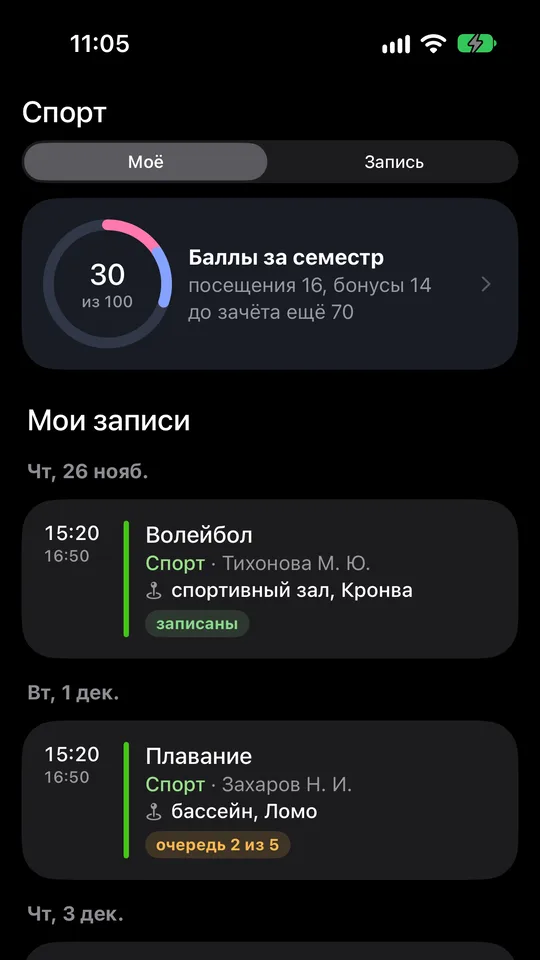 11:05
Спорт
Моё
Запись
30
из 100
Баллы за семестр
посещения 16, бонусы 14
до зачёта ещё 70
Мои записи
Чт, 26 нояб.
15:20
16:50
Волейбол
Спорт · Тихонова М. Ю.
спортивный зал, Кронва
записаны
Вт, 1 дек.
15:20
16:50
Плавание
Спорт · Захаров Н. И.
бассейн, Ломо
очередь 2 из 5
Чт, 3 дек.